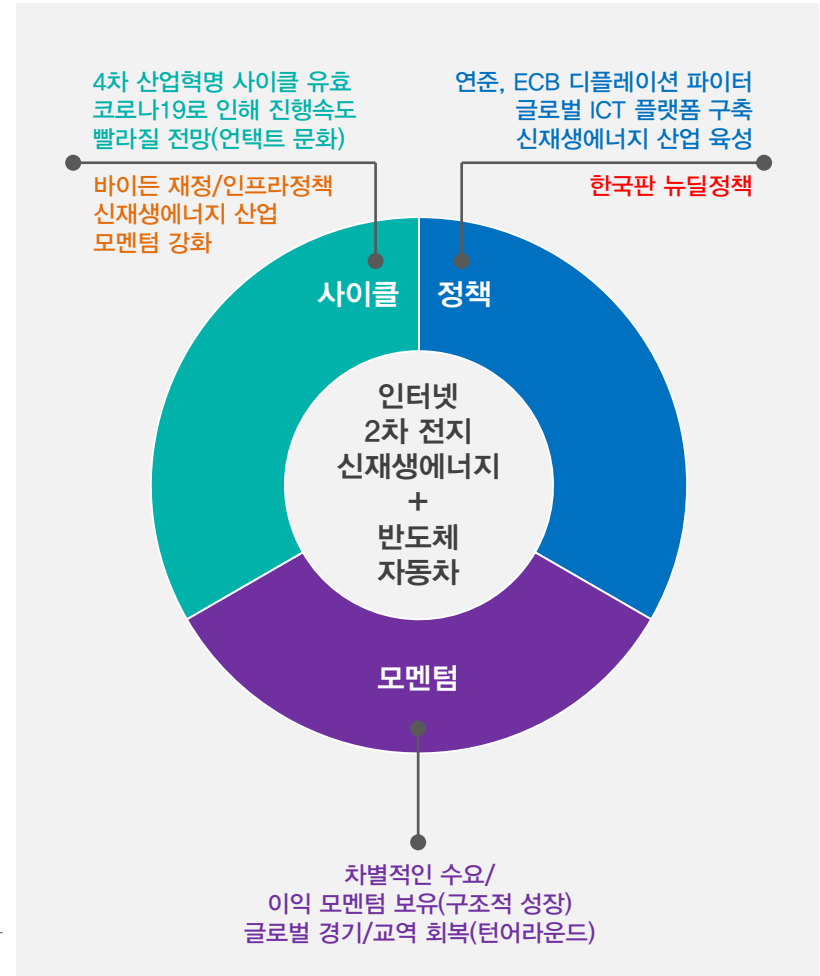 4차 산업혁명 사이클 유효
코로나19로 인해 진행속도
빨라질 전망(언택트 문화)
바이든 재정/인프라정책
신재생에너지 산업
모멘텀 강화
연준, ECB 디플레이션 파이터
글로벌 ICT 플랫폼 구축
신재생에너지 산업 육성
한국판 뉴딜정책
사이클
정책
인터넷
2차 전지
신재생에너지
+
반도체
자동차
모멘텀
차별적인 수요/
이익 모멘텀 보유(구조적 성장)
글로벌 경기/교역 회복(턴어라운드)